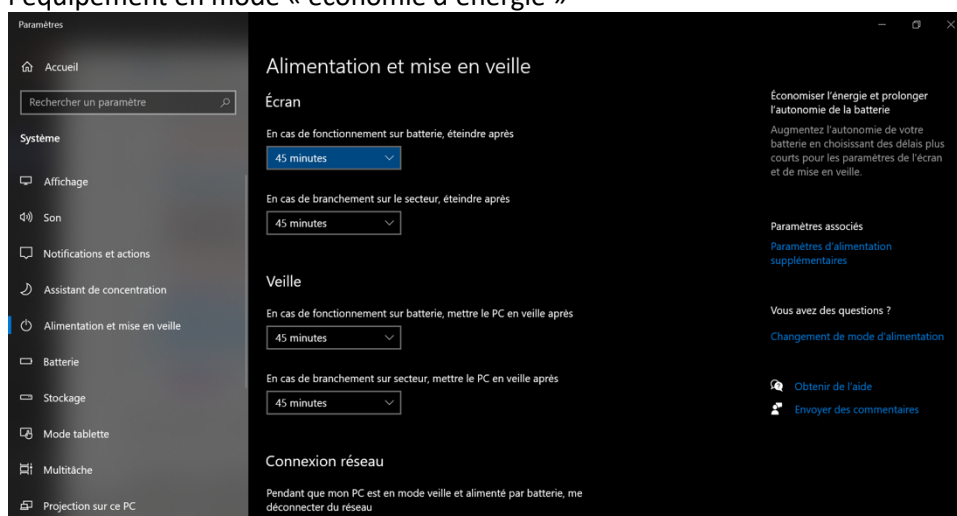 l'équipement en mode « économie d'énergie »
Paramètres
Accueil
Rechercher un paramètre
Système
Affichage
Son
Notifications et actions
Assistant de concentration
Alimentation et mise en veille
Batterie
Stockage
Mode tablette
Multitâche
Projection sur ce PC
Alimentation et mise en veille
Écran
En cas de fonctionnement sur batterie, éteindre après
45 minutes
En cas de branchement sur le secteur, éteindre après
45 minutes
Veille
En cas de fonctionnement sur batterie, mettre le PC en veille après
45 minutes
En cas de branchement sur secteur, mettre le PC en veille après
45 minutes
Connexion réseau
Pendant que mon PC est en mode veille et alimenté par batterie, me
déconnecter du réseau
Économiser l'énergie et prolonger
l'autonomie de la batterie
Augmentez l'autonomie de votre
batterie en choisissant des délais plus
courts pour les paramètres de l'écran
et de mise en veille.
Paramètres associés
Paramètres d'alimentation
supplémentaires
Vous avez des questions ?
Changement de mode d'alimentation
Obtenir de l'aide
Envoyer des commentaires